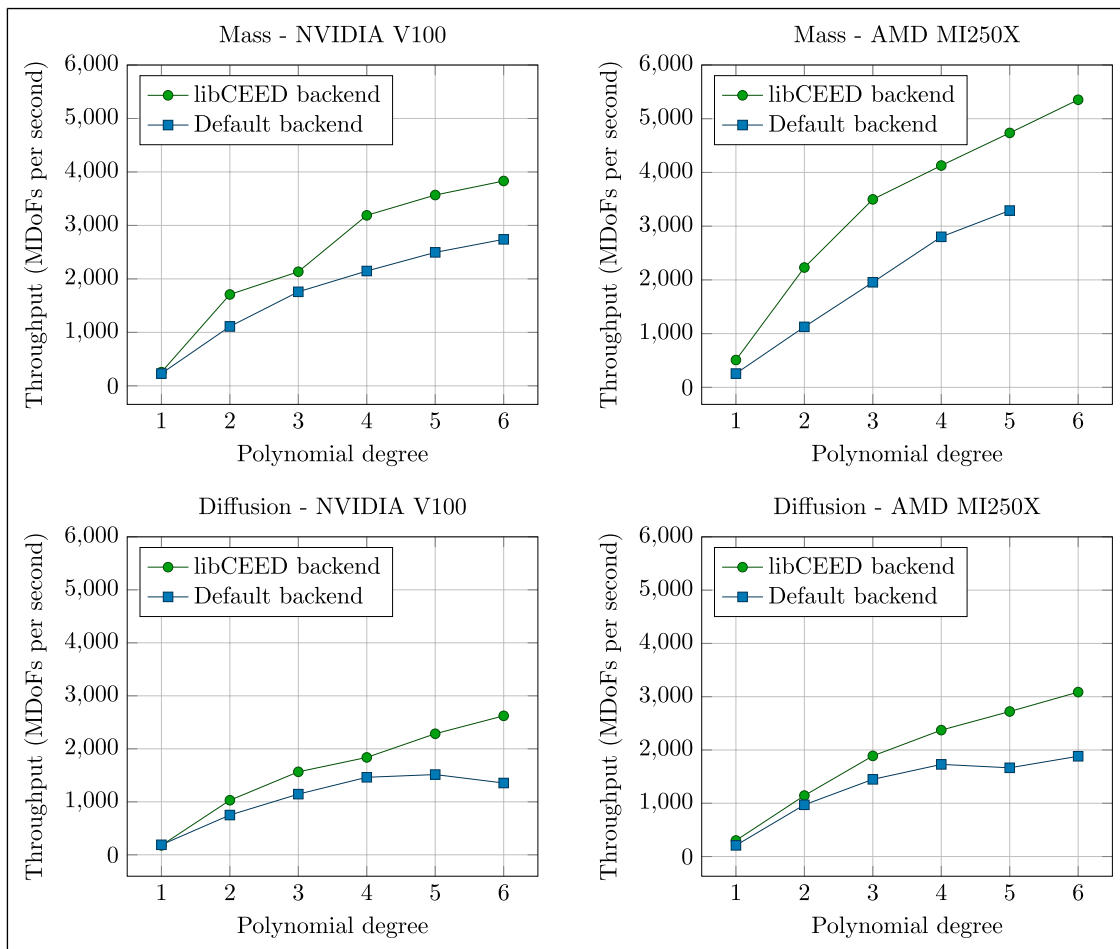 Mass - NVIDIA V100
Throughput (MDoFs per second)
6,000
5,000
4,000
3,000
2,000
1,000
0
libCEED backend
Default backend
1 2 3 4 5 6
Polynomial degree
Mass - AMD MI250X
Throughput (MDoFs per second)
6,000
5,000
4,000
3,000
2,000
1,000
0
libCEED backend
Default backend
1 2 3 4 5 6
Polynomial degree
Diffusion - NVIDIA V100
Throughput (MDoFs per second)
6,000
5,000
4,000
3,000
2,000
1,000
0
libCEED backend
Default backend
1 2 3 4 5 6
Polynomial degree
Diffusion - AMD MI250X
Throughput (MDoFs per second)
6,000
5,000
4,000
3,000
2,000
1,000
0
libCEED backend
Default backend
1 2 3 4 5 6
Polynomial degree